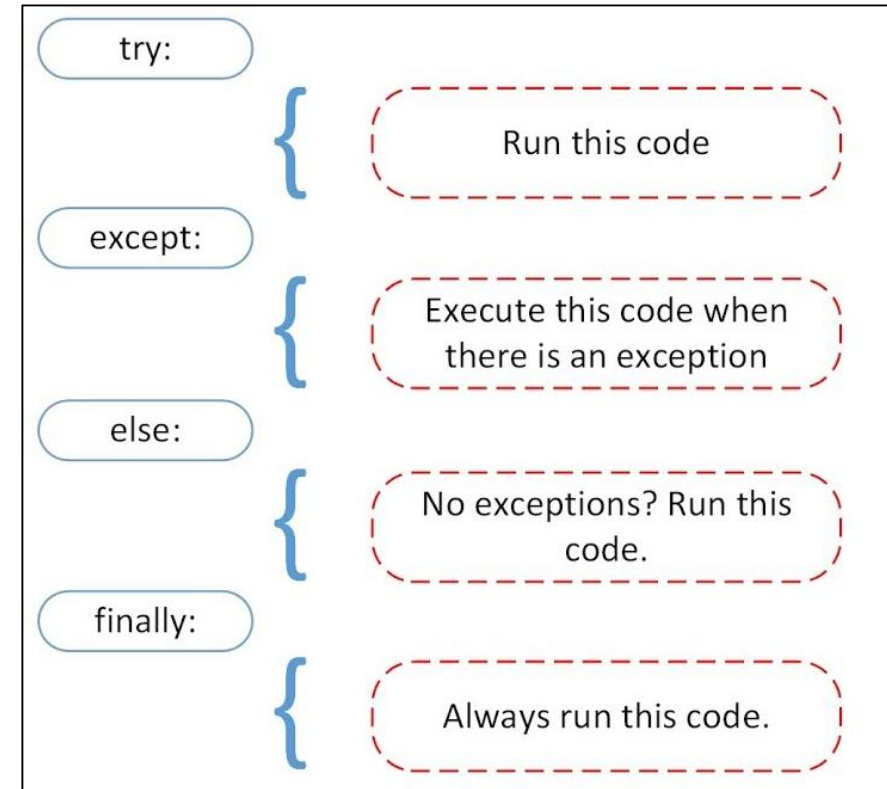 try:
Run this code
except:
Execute this code when
there is an exception
else:
No exceptions? Run this
code.
finally:
Always run this code.